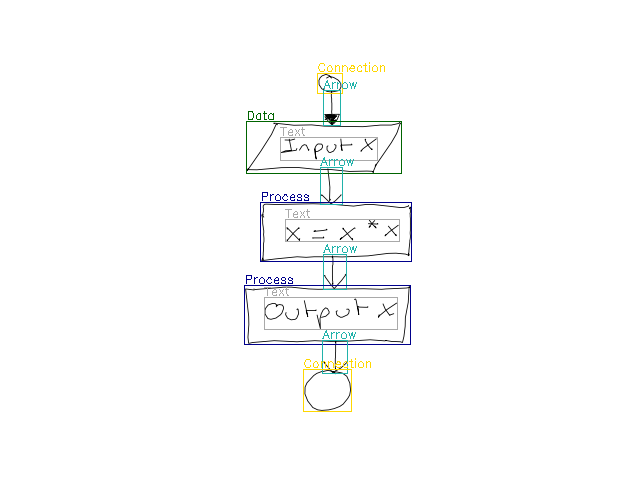 Connection
Arrow
Data
Text
Input X
Arrow
Process
Text
x = x * x
Arrow
Process
Text
Output X
Arrow
Connection